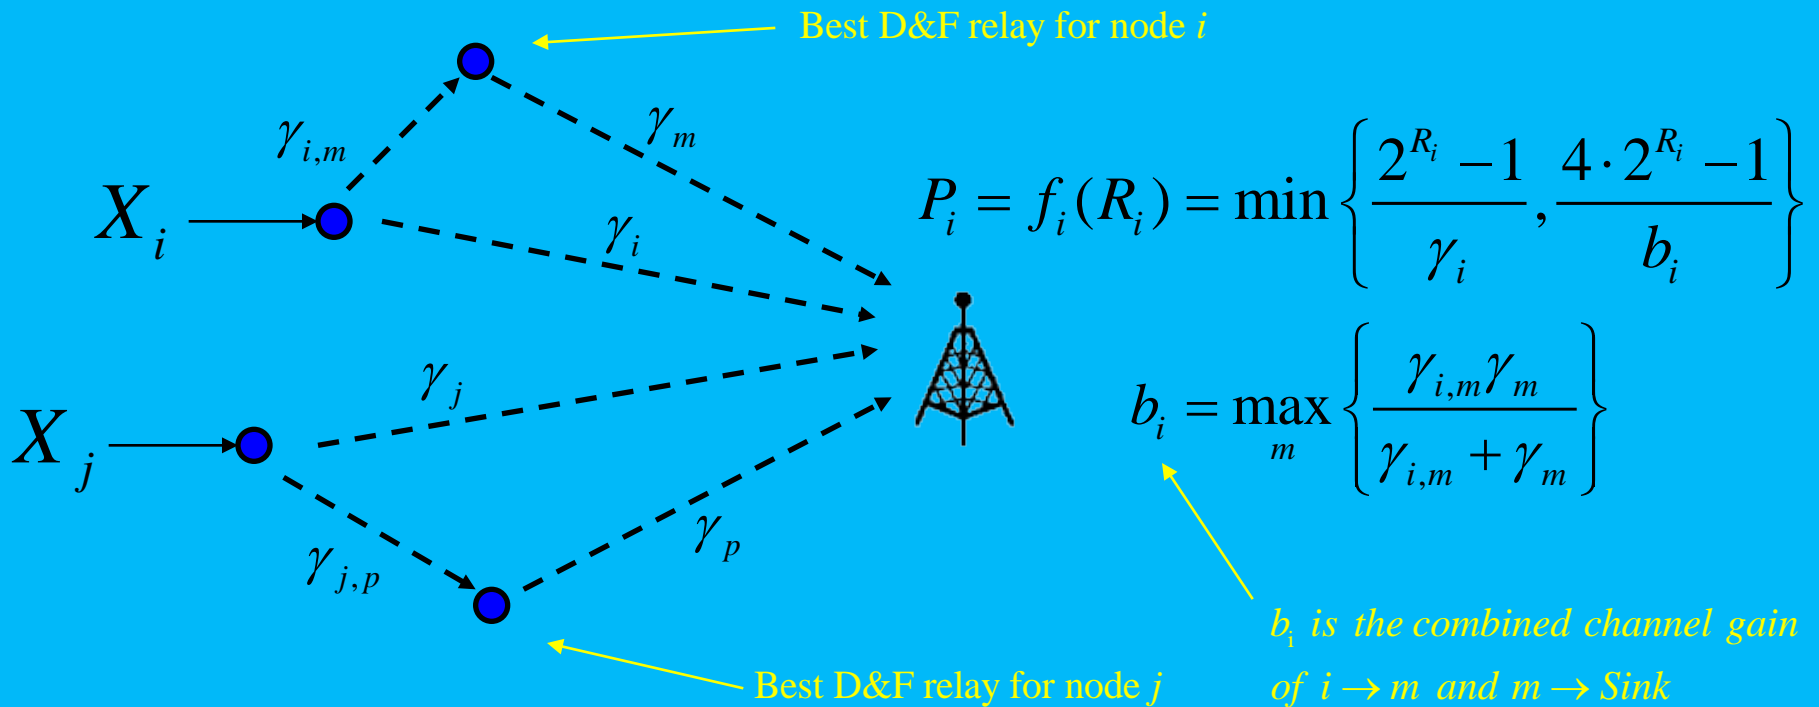 Best D&F relay for node i
γ_{i,m}
γ_m
X_i
γ_i
P_i = f_i(R_i) = min { (2^{R_i} − 1)/γ_i , (4 · 2^{R_i} − 1)/b_i }
γ_j
X_j
b_i = max_m { (γ_{i,m} γ_m)/(γ_{i,m} + γ_m) }
γ_p
γ_{j,p}
b_i is the combined channel gain
of i → m and m → Sink
Best D&F relay for node j